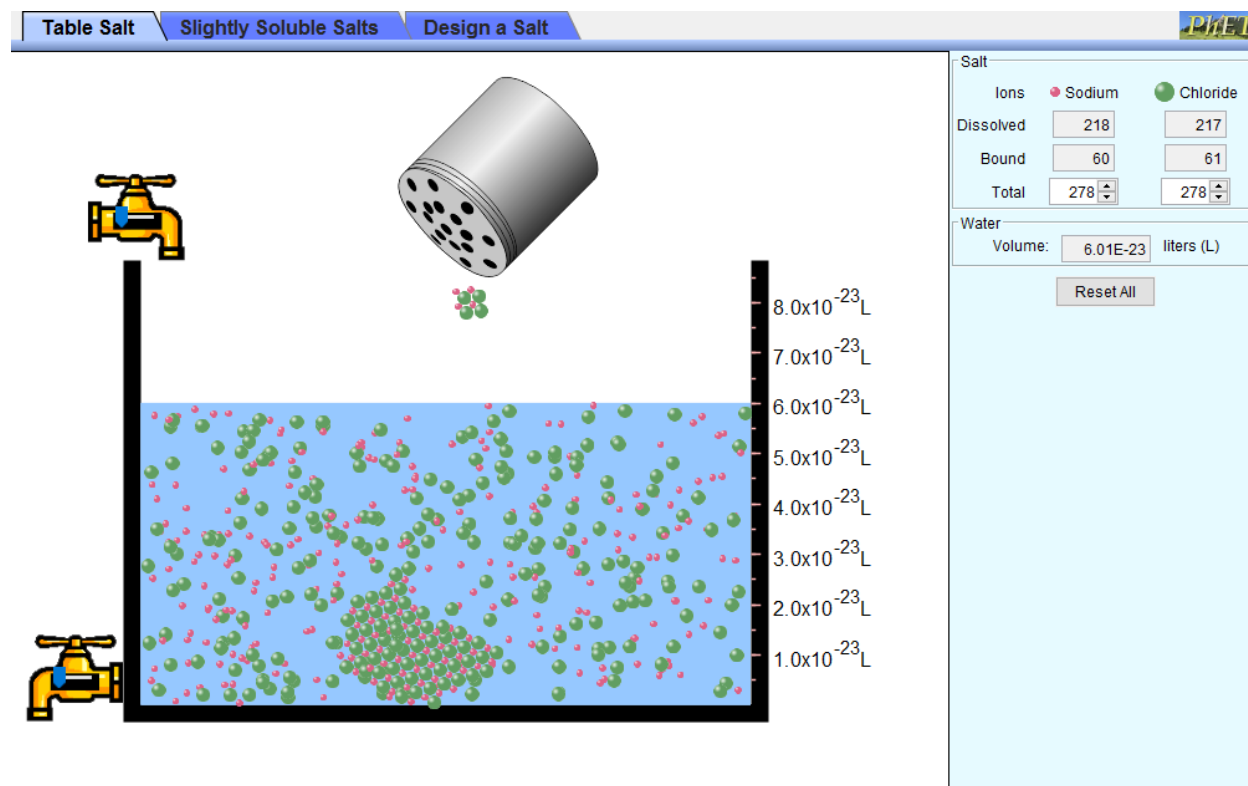 Table Salt Slightly Soluble Salts Design a Salt PhET
Salt
Ions Sodium Chloride
Dissolved 218 217
Bound 60 61
Total 278 278
Water
Volume: 6.01E-23 liters (L)
Reset All
8.0x10⁻²³L
7.0x10⁻²³L
6.0x10⁻²³L
5.0x10⁻²³L
4.0x10⁻²³L
3.0x10⁻²³L
2.0x10⁻²³L
1.0x10⁻²³L